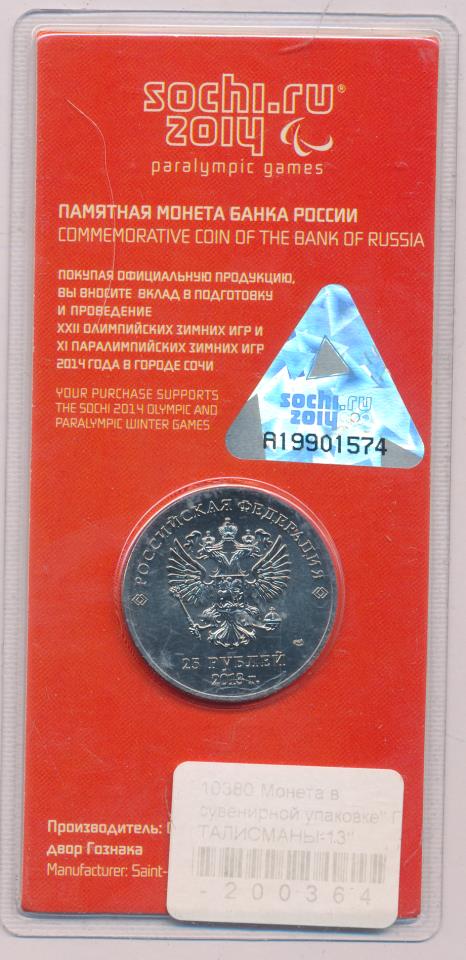 sochi.ru
2014
paralympic games
ПАМЯТНАЯ МОНЕТА БАНКА РОССИИ
COMMEMORATIVE COIN OF THE BANK OF RUSSIA
ПОКУПАЯ ОФИЦИАЛЬНУЮ ПРОДУКЦИЮ,
ВЫ ВНОСИТЕ ВКЛАД В ПОДГОТОВКУ
И ПРОВЕДЕНИЕ
XXII ОЛИМПИЙСКИХ ЗИМНИХ ИГР И
XI ПАРАЛИМПИЙСКИХ ЗИМНИХ ИГР
2014 ГОДА В ГОРОДЕ СОЧИ
YOUR PURCHASE SUPPORTS
THE SOCHI 2014 OLYMPIC AND
PARALYMPIC WINTER GAMES
sochi.ru
2014
A19901574
РОССИЙСКАЯ ФЕДЕРАЦИЯ
25 РУБЛЕЙ
2013 г.
10380 Монета в
сувенирной упаковке"
ТАЛИСМАНЫ-13"
- 200364
Производитель:
двор Гознака
Manufacturer: Saint-